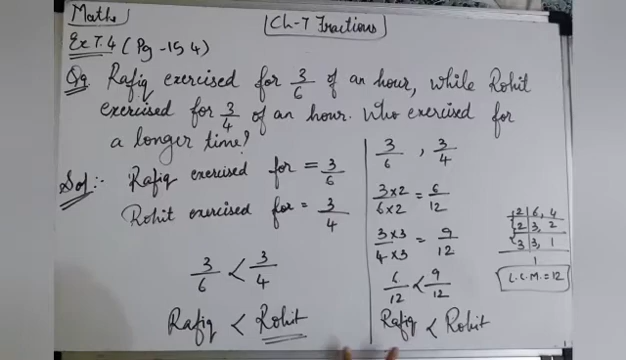 Maths
Ch-7 Fractions
Ex 7.4 (Pg-154)
Q9. Rafiq exercised for 3/6 of an hour, while Rohit
exercised for 3/4 of an hour. Who exercised for
a longer time?
Sol:- Rafiq exercised for = 3/6
Rohit exercised for = 3/4
3/6 < 3/4
Rafiq < Rohit
3/6 , 3/4
3×2/6×2 = 6/12
3×3/4×3 = 9/12
6/12 < 9/12
Rafiq < Rohit
2 | 6, 4
2 | 3, 2
3 | 3, 1
1
L.C.M. = 12